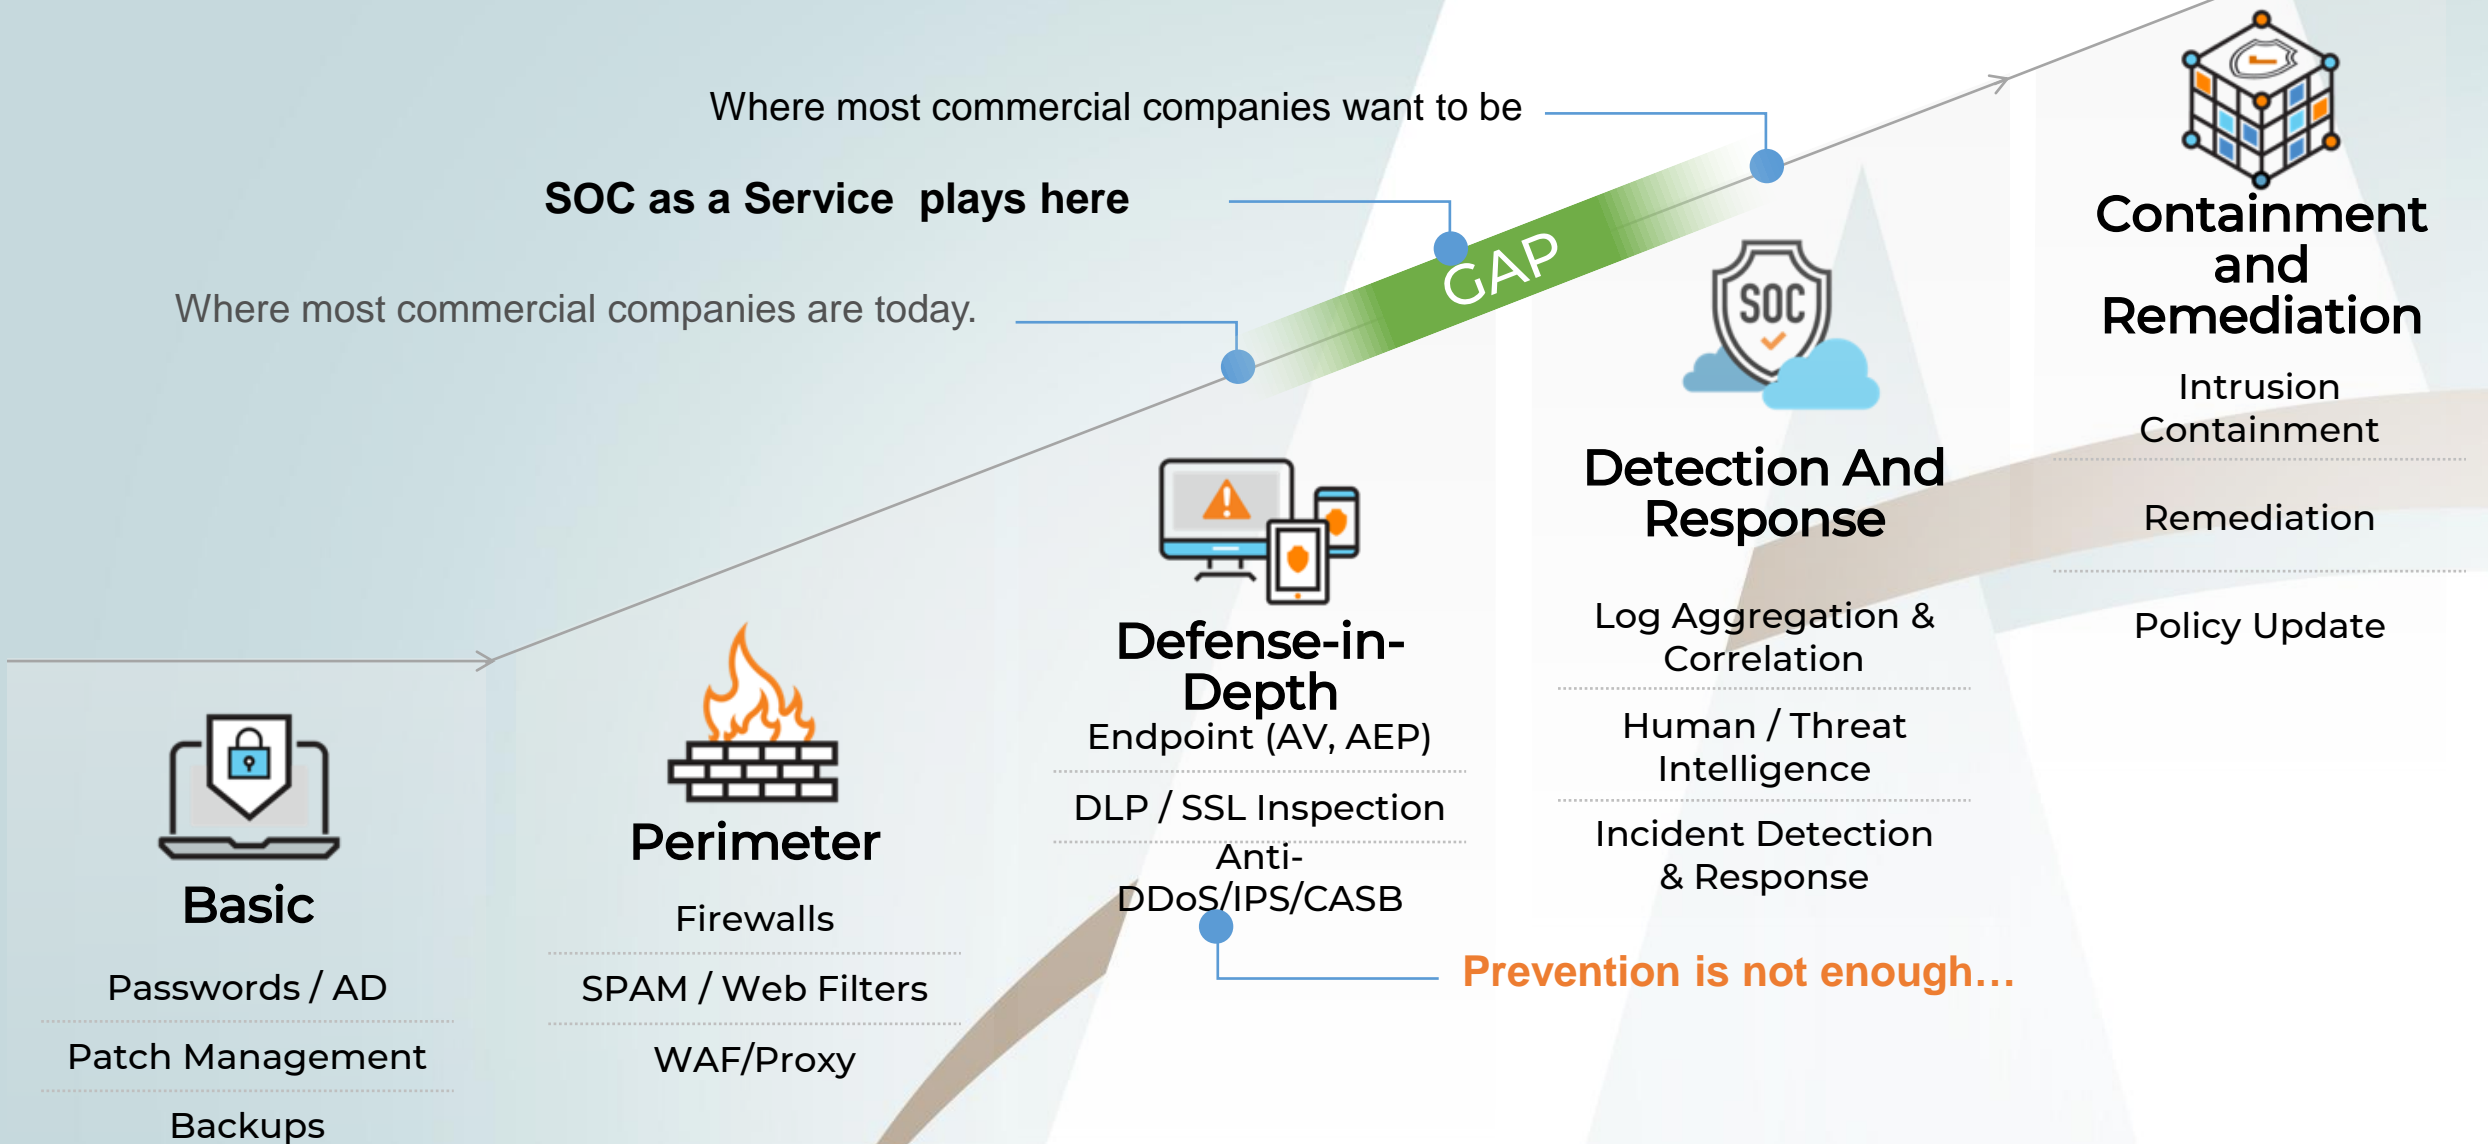 Where most commercial companies want to be
SOC as a Service  plays here
Where most commercial companies are today.
GAP
Basic
Passwords / AD
Patch Management
Backups
Perimeter
Firewalls
SPAM / Web Filters
WAF/Proxy
Defense-in-
Depth
Endpoint (AV, AEP)
DLP / SSL Inspection
Anti-
DDoS/IPS/CASB
Prevention is not enough…
SOC
Detection And
Response
Log Aggregation &
Correlation
Human / Threat
Intelligence
Incident Detection
& Response
Containment
and
Remediation
Intrusion
Containment
Remediation
Policy Update